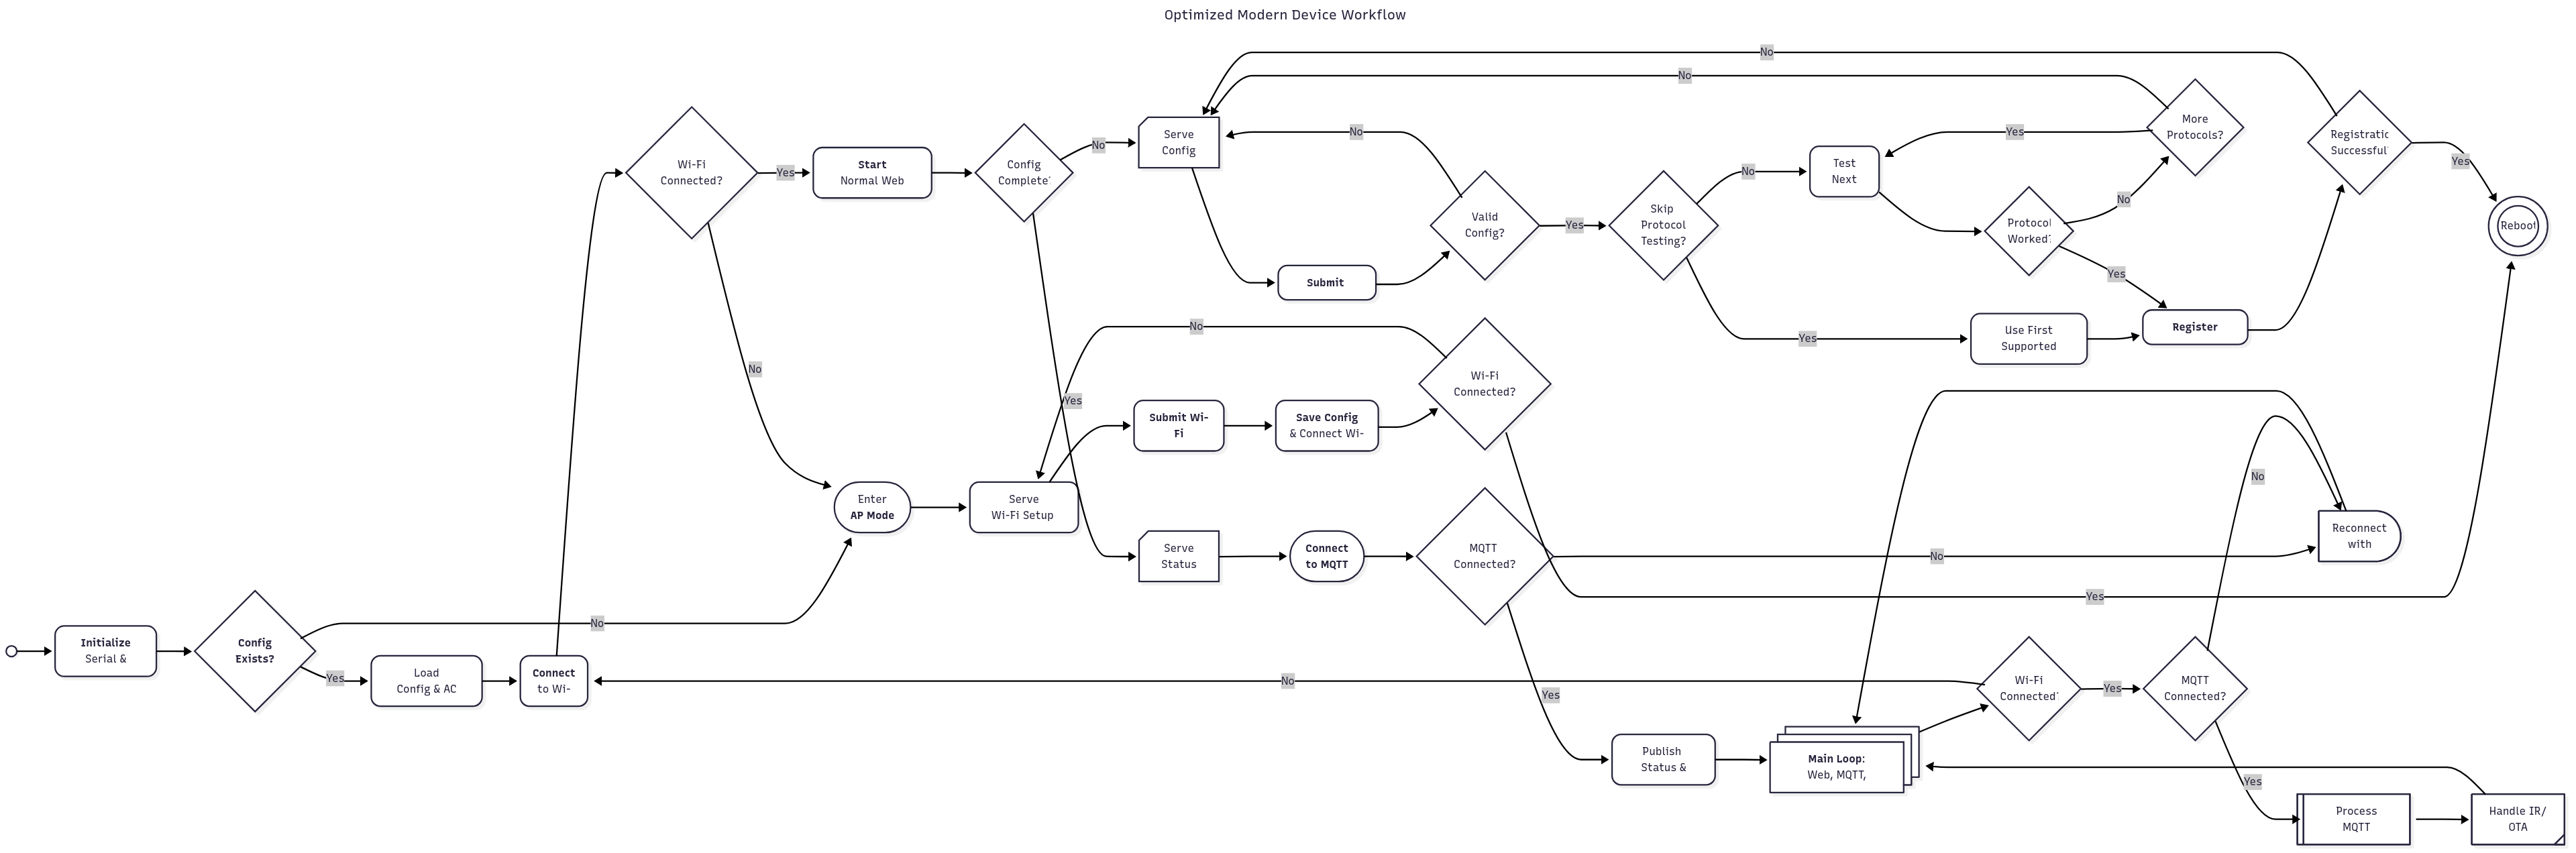 Optimized Modern Device Workflow
No
No
More
Protocols?
Registratic
Successful
Yes
No
Yes
Wi-Fi
Connected?
Yes
Start
Normal Web
Config
Complete
No
Serve
Config
No
Test
Next
No
Protocol
Worked?
Yes
Valid
Config?
Yes
Skip
Protocol
Testing?
Reboot
Submit
Yes
Use First
Supported
Register
No
No
Yes
Wi-Fi
Connected?
Submit Wi-
Fi
Save Config
& Connect Wi-
Enter
AP Mode
Serve
Wi-Fi Setup
No
Serve
Status
Connect
to MQTT
MQTT
Connected?
No
Reconnect
with
Yes
No
Initialize
Serial &
Config
Exists?
Yes
Load
Config & AC
Connect
to Wi-
No
Yes
Wi-Fi
Connected
Yes
MQTT
Connected?
Publish
Status &
Main Loop:
Web, MQTT,
Yes
Process
MQTT
Handle IR/
OTA